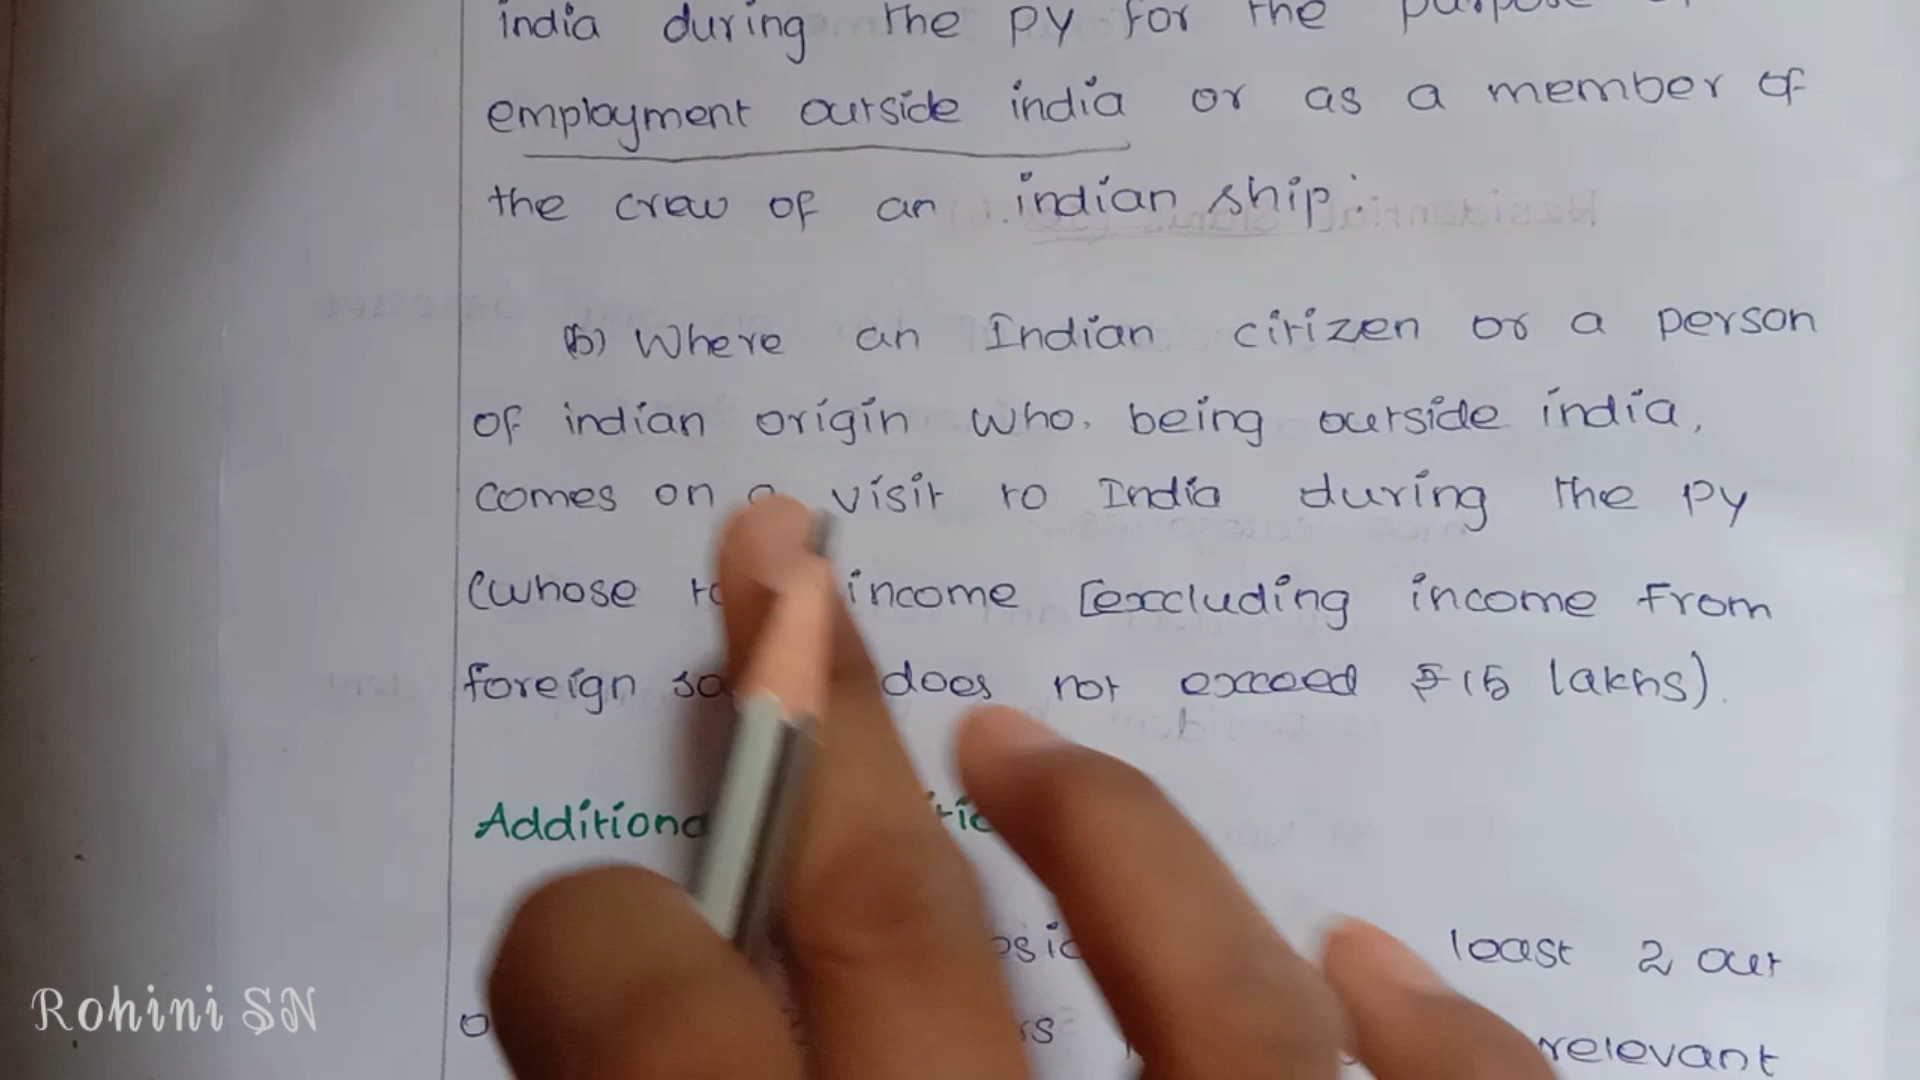 india during the PY for the purpose
employment outside india or as a member of
the crew of an indian ship.
(b) Where an Indian citizen or a person
of indian origin who, being outside india,
comes on a visit to India during the PY
(whose income [excluding income from
foreign does not exceed ₹15 lakhs).
Additional
least 2 out
relevant
Rohini SN